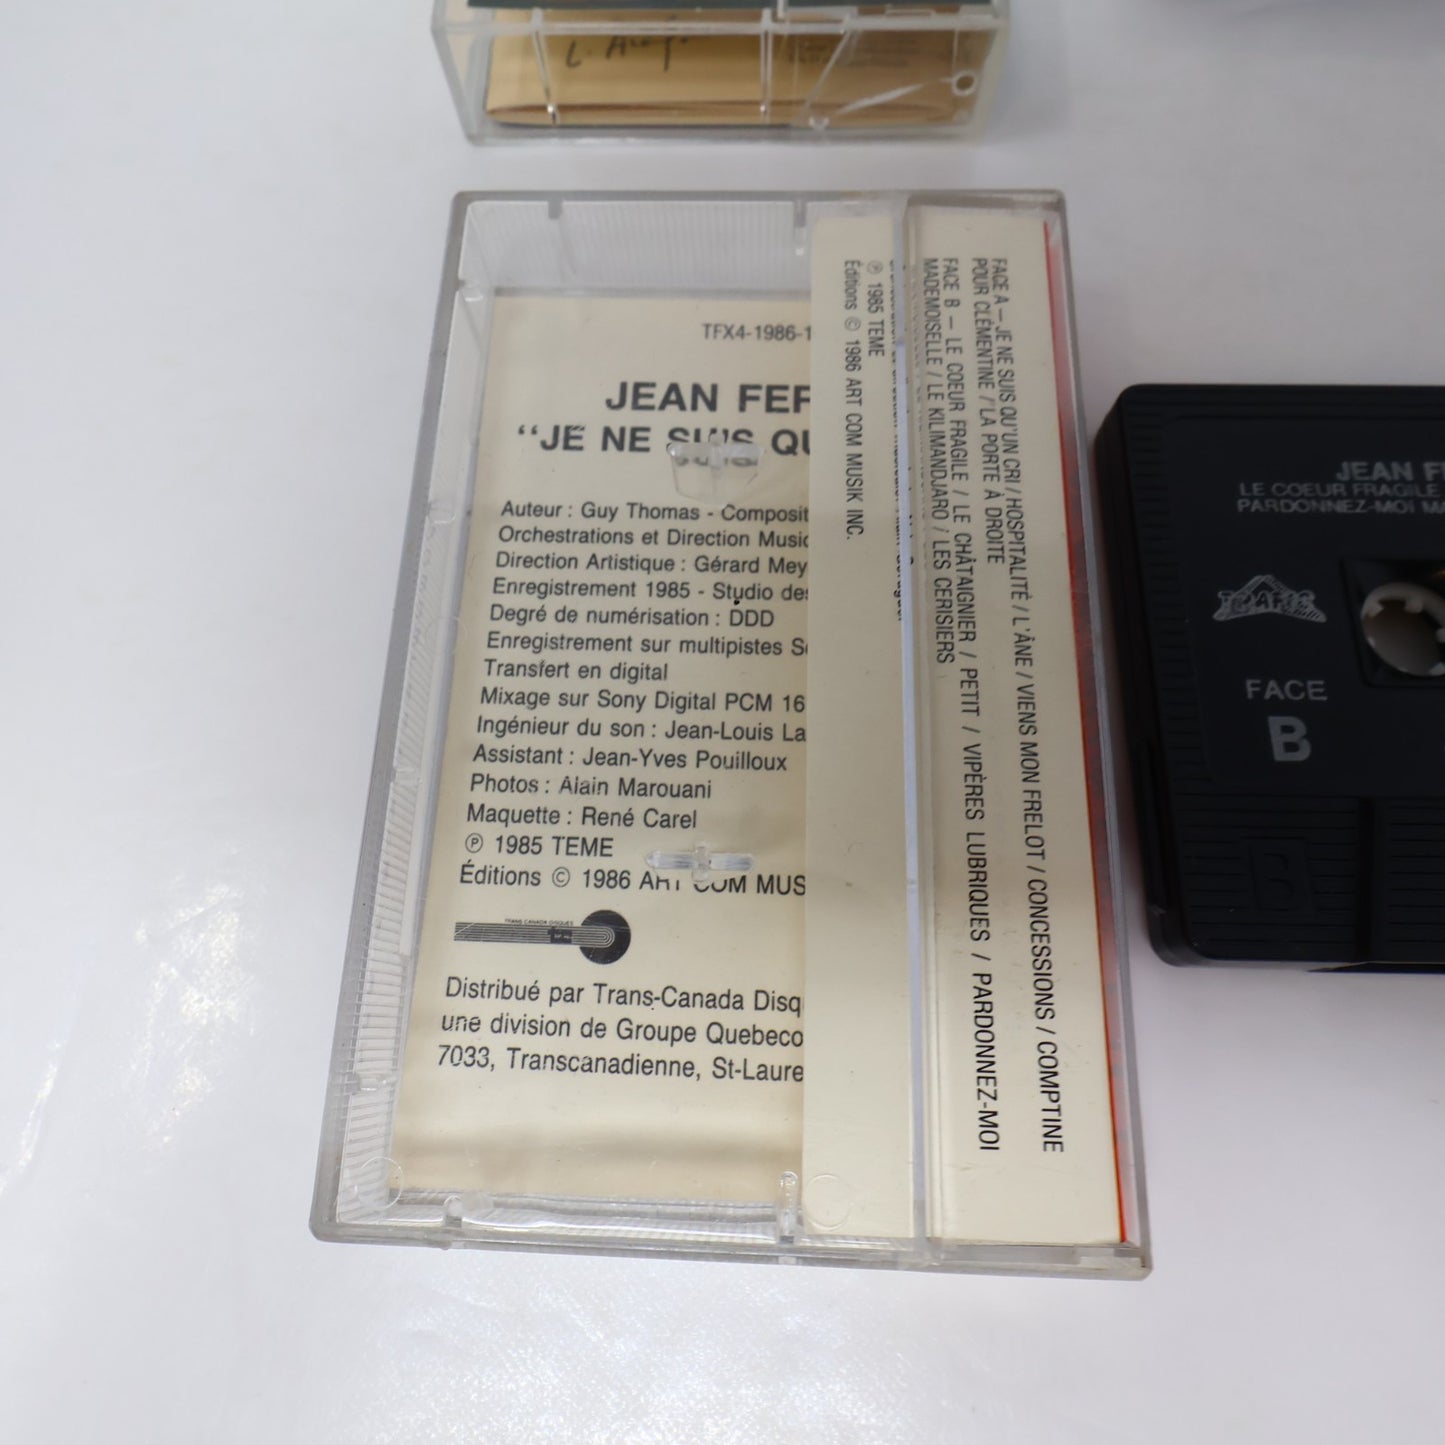 TFX4-1986-1
JEAN FER
"JE NE SUIS QU
Auteur : Guy Thomas - Composit
Orchestrations et Direction Music
Direction Artistique : Gérard Mey
Enregistrement 1985 - Studio des
Degré de numérisation : DDD
Enregistrement sur multipistes S
Transfert en digital
Mixage sur Sony Digital PCM 16
Ingénieur du son : Jean-Louis La
Assistant : Jean-Yves Pouilloux
Photos : Alain Marouani
Maquette : René Carel
℗ 1985 TEME
Éditions © 1986 ART COM MUS
TRANS-CANADA DISQUES
Distribué par Trans-Canada Disq
une division de Groupe Quebeco
7033, Transcanadienne, St-Laure
FACE A — JE NE SUIS QU'UN CRI / HOSPITALITÉ / L'ÂNE / VIENS MON FRELOT / CONCESSIONS / COMPTINE
POUR CLÉMENTINE / LA PORTE À DROITE
FACE B — LE COEUR FRAGILE / LE CHÂTAIGNIER / PETIT / VIPÈRES LUBRIQUES / PARDONNEZ-MOI
MADEMOISELLE / LE KILIMANDJARO / LES CERISIERS
℗ 1985 TEME
Éditions © 1986 ART COM MUSIK INC.
JEAN FE
LE COEUR FRAGILE
PARDONNEZ-MOI MA
FACE
B
B